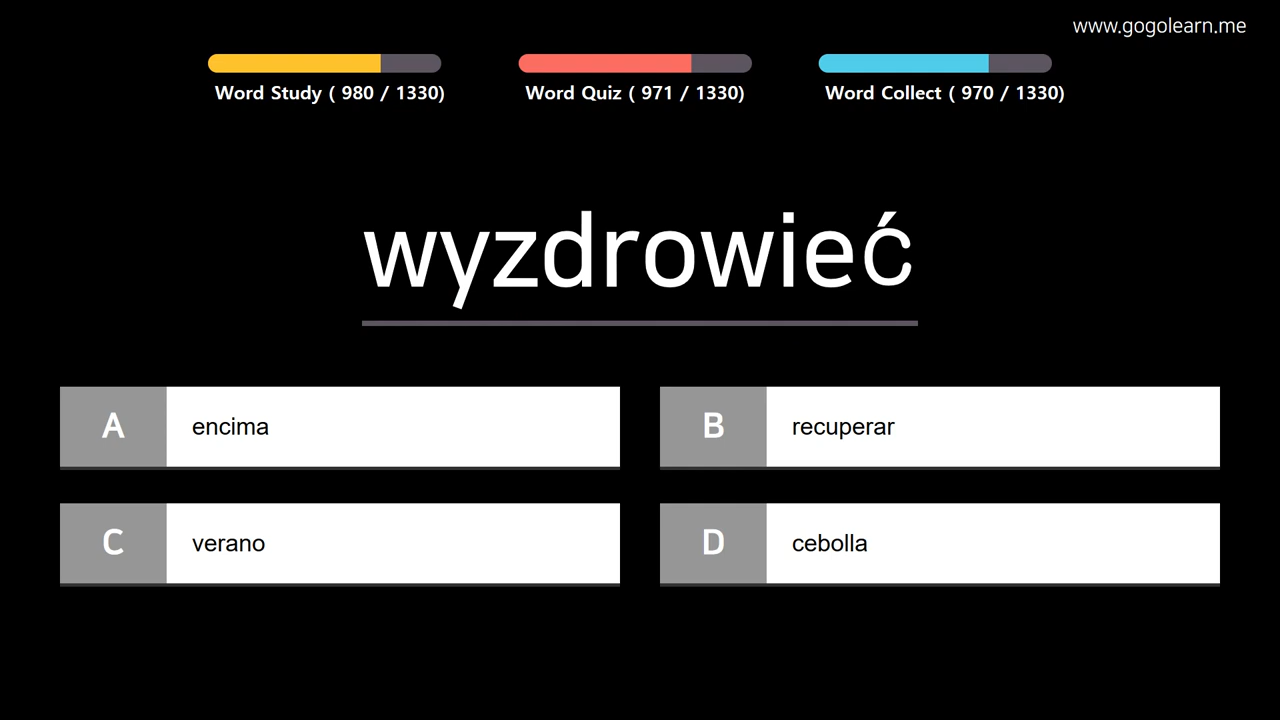 www.gogolearn.me
Word Study ( 980 / 1330)
Word Quiz ( 971 / 1330)
Word Collect ( 970 / 1330)
wyzdrowieć
A encima
B recuperar
C verano
D cebolla